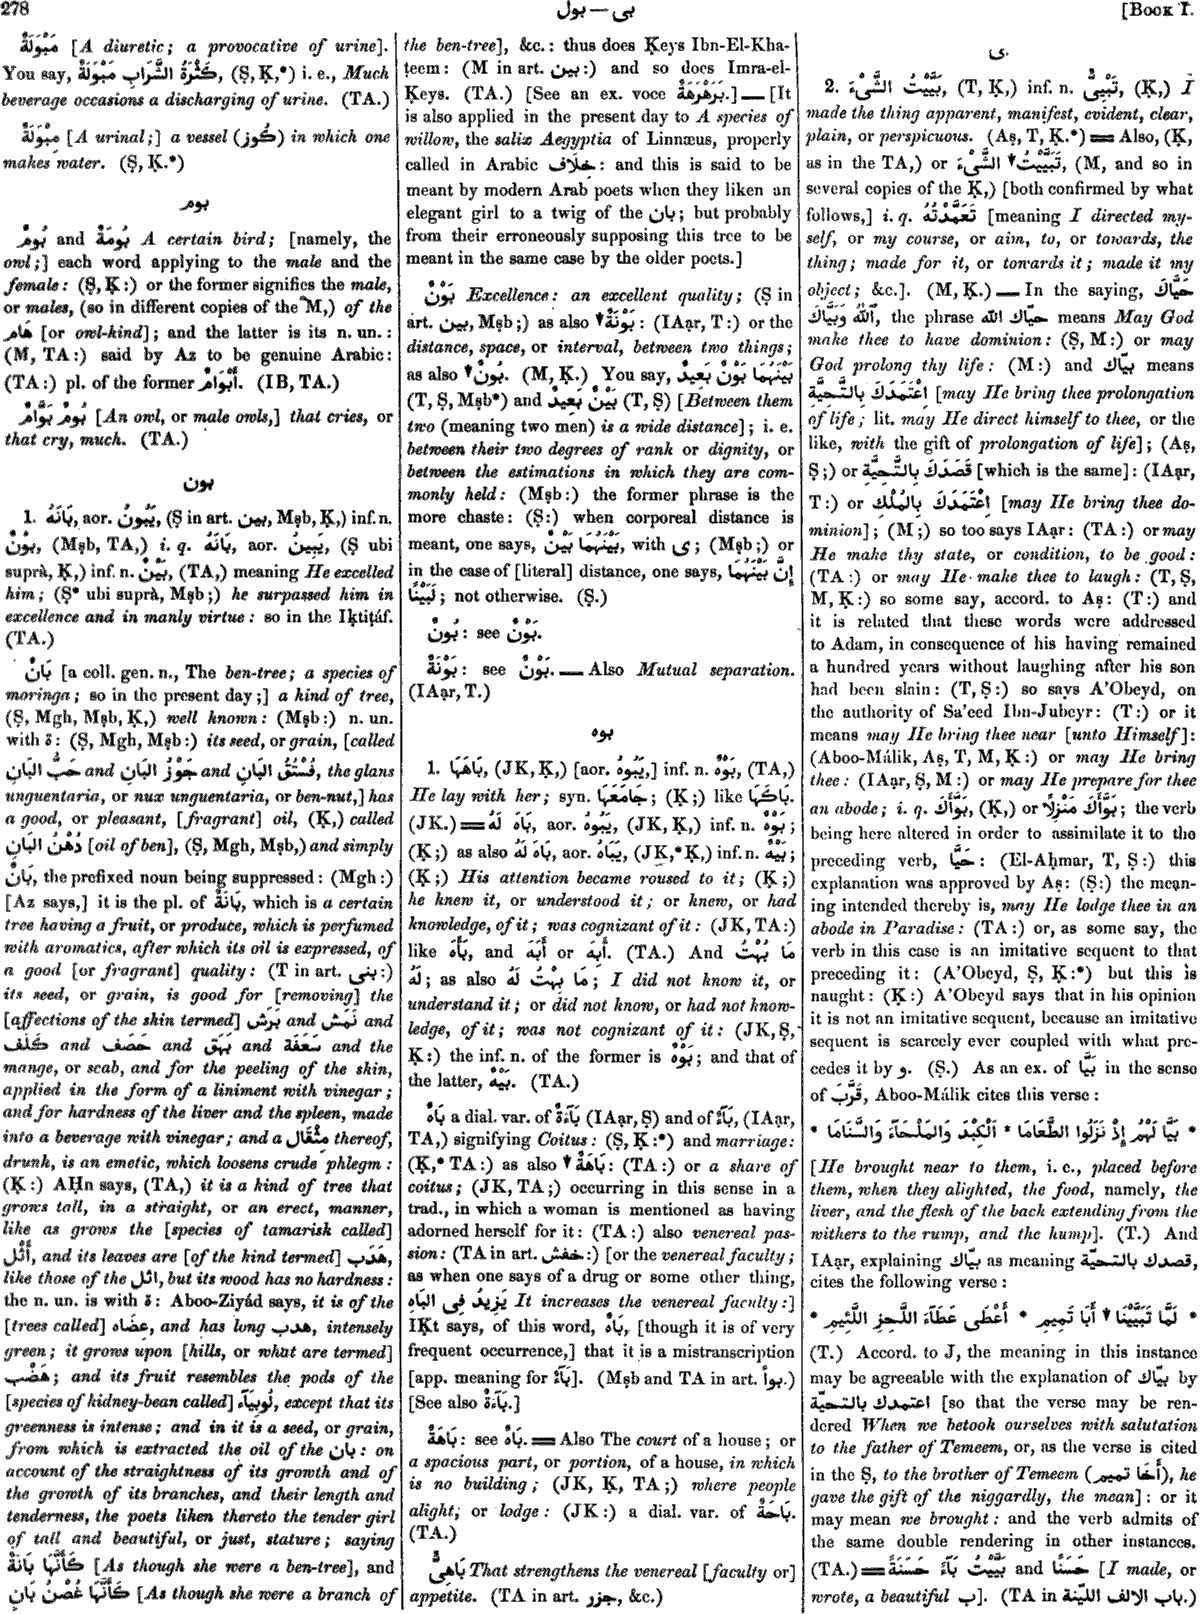 278
بول — بى
[BOOK I.
مَبْوَلَةٌ [A diuretic; a provocative of urine].
You say, كَثْرَةُ الشَّرَابِ مَبْوَلَةٌ, (Ṣ, Ḳ,*) i. e., Much
beverage occasions a discharging of urine. (TA.)
مِبْوَلَةٌ [A urinal;] a vessel (كُوز) in which one
makes water. (Ṣ, Ḳ.*)
بوم
بُومٌ and بُومَةٌ A certain bird; [namely, the
owl;] each word applying to the male and the
female: (Ṣ, Ḳ:) or the former signifies the male,
or males, (so in different copies of the M,) of the
هَام [or owl-kind]; and the latter is its n. un.:
(M, TA:) said by Az to be genuine Arabic:
(TA:) pl. of the former أَبْوَامٌ. (IB, TA.)
بُومٌ بَوَّامٌ [An owl, or male owls,] that cries, or
that cry, much. (TA.)
بون
1. بَانَهُ, aor. يَبُونُ, (Ṣ in art. بين, Mṣb, Ḳ,) inf. n.
بَوْنٌ, (Mṣb, TA,) i. q. بَانَهُ, aor. يَبِينُ, (Ṣ ubi
suprà, Ḳ,) inf. n. بَيْنٌ, (TA,) meaning He excelled
him; (Ṣ* ubi suprà, Mṣb;) he surpassed him in
excellence and in manly virtue: so in the Iḳtiṭáf.
(TA.)
بَانٌ [a coll. gen. n., The ben-tree; a species of
moringa; so in the present day;] a kind of tree,
(Ṣ, Mgh, Mṣb, Ḳ,) well known: (Mṣb:) n. un.
with ة: (Ṣ, Mgh, Mṣb:) its seed, or grain, [called
حَبُّ البَانِ and جَوْزُ البَانِ and فُسْتُقُ البَانِ, the glans
unguentaria, or nux unguentaria, or ben-nut,] has
a good, or pleasant, [fragrant] oil, (Ḳ,) called
دُهْنُ البَانِ [oil of ben], (Ṣ, Mgh, Mṣb,) and simply
بَانٌ, the prefixed noun being suppressed: (Mgh:)
[Az says,] it is the pl. of بَانَةٌ, which is a certain
tree having a fruit, or produce, which is perfumed
with aromatics, after which its oil is expressed, of
a good [or fragrant] quality: (T in art. بنى:)
its seed, or grain, is good for [removing] the
[affections of the skin termed] بَرَش and نَمَش and
كَلَف and حَصَف and بَهَق and سَعْفَة and the
mange, or scab, and for the peeling of the skin,
applied in the form of a liniment with vinegar;
and for hardness of the liver and the spleen, made
into a beverage with vinegar; and a مِثْقَال thereof,
drunk, is an emetic, which loosens crude phlegm:
(Ḳ:) AḤn says, (TA,) it is a kind of tree that
grows tall, in a straight, or an erect, manner,
like as grows the [species of tamarisk called]
أَثْل, and its leaves are [of the kind termed] هَدَب,
like those of the اثل, but its wood has no hardness:
the n. un. is with ة: Aboo-Ziyád says, it is of the
[trees called] عِضَاه, and has long هدب, intensely
green; it grows upon [hills, or what are termed]
هَضْب; and its fruit resembles the pods of the
[species of kidney-bean called] لُوبِيَآء, except that its
greenness is intense; and in it is a seed, or grain,
from which is extracted the oil of the بان: on
account of the straightness of its growth and of
the growth of its branches, and their length and
tenderness, the poets liken thereto the tender girl
of tall and beautiful, or just, stature; saying
كَأَنَّهَا بَانَةٌ [As though she were a ben-tree], and
كَأَنَّهَا غُصْنُ بَانٍ [As though she were a branch of
the ben-tree], &c.: thus does Ḳeys Ibn-El-Kha-
ṭeem: (M in art. بين:) and so does Imra-el-
Ḳeys. (TA.) [See an ex. voce بَرَهْرَهَةٌ.] — [It
is also applied in the present day to A species of
willow, the salix Aegyptia of Linnæus, properly
called in Arabic خِلَاف: and this is said to be
meant by modern Arab poets when they liken an
elegant girl to a twig of the بان; but probably
from their erroneously supposing this tree to be
meant in the same case by the older poets.]
بَوْنٌ Excellence: an excellent quality; (Ṣ in
art. بين, Mṣb;) as also ▼بَوْنَةٌ: (IAạr, T:) or the
distance, space, or interval, between two things;
as also ▼بُونٌ. (M, Ḳ.) You say, بَيْنَهُمَا بَوْنٌ بَعِيدٌ
(T, Ṣ, Mṣb*) and بَيْنٌ بَعِيدٌ (T, Ṣ) [Between them
two (meaning two men) is a wide distance]; i. e.
between their two degrees of rank or dignity, or
between the estimations in which they are com-
monly held: (Mṣb:) the former phrase is the
more chaste: (Ṣ:) when corporeal distance is
meant, one says, بَيْنَهُمَا بَيْنٌ, with ى; (Mṣb;) or
in the case of [literal] distance, one says, إِنَّ بَيْنَهُمَا
لَبَيْنًا; not otherwise. (Ṣ.)
بُونٌ: see بَوْنٌ.
بَوْنَةٌ: see بَوْنٌ. — Also Mutual separation.
(IAạr, T.)
بوه
1. بَاهَهَا, (JK, Ḳ,) [aor. يَبُوهُ,] inf. n. بَوْهٌ, (TA,)
He lay with her; syn. جَامَعَهَا; (Ḳ;) like بَاكَهَا.
(JK.) ═ بَاهَ لَهُ, aor. يَبُوهُ, (JK, Ḳ,) inf. n. بَوْهٌ;
(Ḳ;) as also بَاهَ لَهُ, aor. يَبَاهُ, (JK,* Ḳ,) inf. n. بَيْهٌ;
(Ḳ;) His attention became roused to it; (Ḳ;)
he knew it, or understood it; or knew, or had
knowledge, of it; was cognizant of it: (JK, TA:)
like بَأَهَ, and أَبَهَ or أَبِهَ. (TA.) And مَا بُهْتُ
لَهُ; as also مَا بِهْتُ لَهُ; I did not know it, or
understand it; or did not know, or had not know-
ledge, of it; was not cognizant of it: (JK, Ṣ,
Ḳ:) the inf. n. of the former is بَوْهٌ; and that of
the latter, بَيْهٌ. (TA.)
بَاهٌ a dial. var. of بَآءَةٌ (IAạr, Ṣ) and of بَآءٌ, (IAạr,
TA,) signifying Coitus: (Ṣ, Ḳ:*) and marriage:
(Ḳ,* TA:) as also ▼بَاهَةٌ: (TA:) or a share of
coitus; (JK, TA;) occurring in this sense in a
trad., in which a woman is mentioned as having
adorned herself for it: (TA:) also venereal pas-
sion: (TA in art. خفش:) [or the venereal faculty;
as when one says of a drug or some other thing,
يَزِيدُ فِى البَاهِ It increases the venereal faculty:]
IḲt says, of this word, بَاهٌ, [though it is of very
frequent occurrence,] that it is a mistranscription
[app. meaning for بَآءٌ]. (Mṣb and TA in art. بوأ.)
[See also بَآءَةٌ.]
بَاهَةٌ: see بَاهٌ. ═ Also The court of a house; or
a spacious part, or portion, of a house, in which
is no building; (JK, Ḳ, TA;) where people
alight, or lodge: (JK:) a dial. var. of بَاحَةٌ.
(TA.)
بَاهِىٌّ That strengthens the venereal [faculty or]
appetite. (TA in art. جزر, &c.)
ى
2. بَيَّيْتُ الشَّىْءَ, (T, Ḳ,) inf. n. تَبْيِىٌّ, (Ḳ,) I
made the thing apparent, manifest, evident, clear,
plain, or perspicuous. (Aṣ, T, Ḳ.*) ═ Also, (Ḳ,
as in the TA,) or ▼تَبَيَّيْتُ الشَّىْءَ, (M, and so in
several copies of the Ḳ,) [both confirmed by what
follows,] i. q. تَعَمَّدْتُهُ [meaning I directed my-
self, or my course, or aim, to, or towards, the
thing; made for it, or towards it; made it my
object; &c.]. (M, Ḳ.) — In the saying, حَيَّاكَ
ٱللّٰهُ وَبَيَّاكَ, the phrase حيّاك اللّه means May God
make thee to have dominion: (Ṣ, M:) or may
God prolong thy life: (M:) and بيّاك means
اِعْتَمَدَكَ بِالتَّحِيَّةِ [may He bring thee prolongation
of life; lit. may He direct himself to thee, or the
like, with the gift of prolongation of life]; (Aṣ,
Ṣ;) or قَصَدَكَ بِالتَّحِيَّةِ [which is the same]: (IAạr,
T:) or اِعْتَمَدَكَ بِالْمُلْكِ [may He bring thee do-
minion]; (M;) so too says IAạr: (TA:) or may
He make thy state, or condition, to be good:
(TA:) or may He make thee to laugh: (T, Ṣ,
M, Ḳ:) so some say, accord. to Aṣ: (T:) and
it is related that these words were addressed
to Adam, in consequence of his having remained
a hundred years without laughing after his son
had been slain: (T, Ṣ:) so says A'Obeyd, on
the authority of Sa'eed Ibn-Jubeyr: (T:) or it
means may He bring thee near [unto Himself]:
(Aboo-Málik, Aṣ, T, M, Ḳ:) or may He bring
thee: (IAạr, Ṣ, M:) or may He prepare for thee
an abode; i. q. بَوَّأَكَ, (Ḳ,) or بَوَّأَكَ مَنْزِلًا; the verb
being here altered in order to assimilate it to the
preceding verb, حَيَّا: (El-Aḥmar, T, Ṣ:) this
explanation was approved by Aṣ: (Ṣ:) the mean-
ing intended thereby is, may He lodge thee in an
abode in Paradise: (TA:) or, as some say, the
verb in this case is an imitative sequent to that
preceding it: (A'Obeyd, Ṣ, Ḳ:*) but this is
naught: (Ḳ:) A'Obeyd says that in his opinion
it is not an imitative sequent, because an imitative
sequent is scarcely ever coupled with what pre-
cedes it by و. (Ṣ.) As an ex. of بَيَّا in the sense
of قَرَّبَ, Aboo-Málik cites this verse:
* بَيَّا لَهُمْ إِذْ نَزَلُوا الطَّعَامَا * اَلْكِبْدَ وَالْمَلْحَآءَ وَالسَّنَامَا *
[He brought near to them, i. e., placed before
them, when they alighted, the food, namely, the
liver, and the flesh of the back extending from the
withers to the rump, and the hump]. (T.) And
IAạr, explaining بيّاك as meaning قصدك بالتحيّة,
cites the following verse:
* لَمَّا تَبَيَّيْنَا▼ أَبَا تَمِيمِ * أَعْطَى عَطَآءَ اللَّحِزِ اللَّئِيمِ *
(T.) Accord. to J, the meaning in this instance
may be agreeable with the explanation of بيّاك by
اعتمدك بالتحيّة [so that the verse may be ren-
dered When we betook ourselves with salutation
to the father of Temeem, or, as the verse is cited
in the Ṣ, to the brother of Temeem (أَخَا تميم), he
gave the gift of the niggardly, the mean]: or it
may mean we brought: and the verb admits of
the same double rendering in other instances.
(TA.) ═ بَيَّيْتُ بَآءً حَسَنَةً and حَسَنًا [I made, or
wrote, a beautiful ب]. (TA in باب الالف الليّنة.)